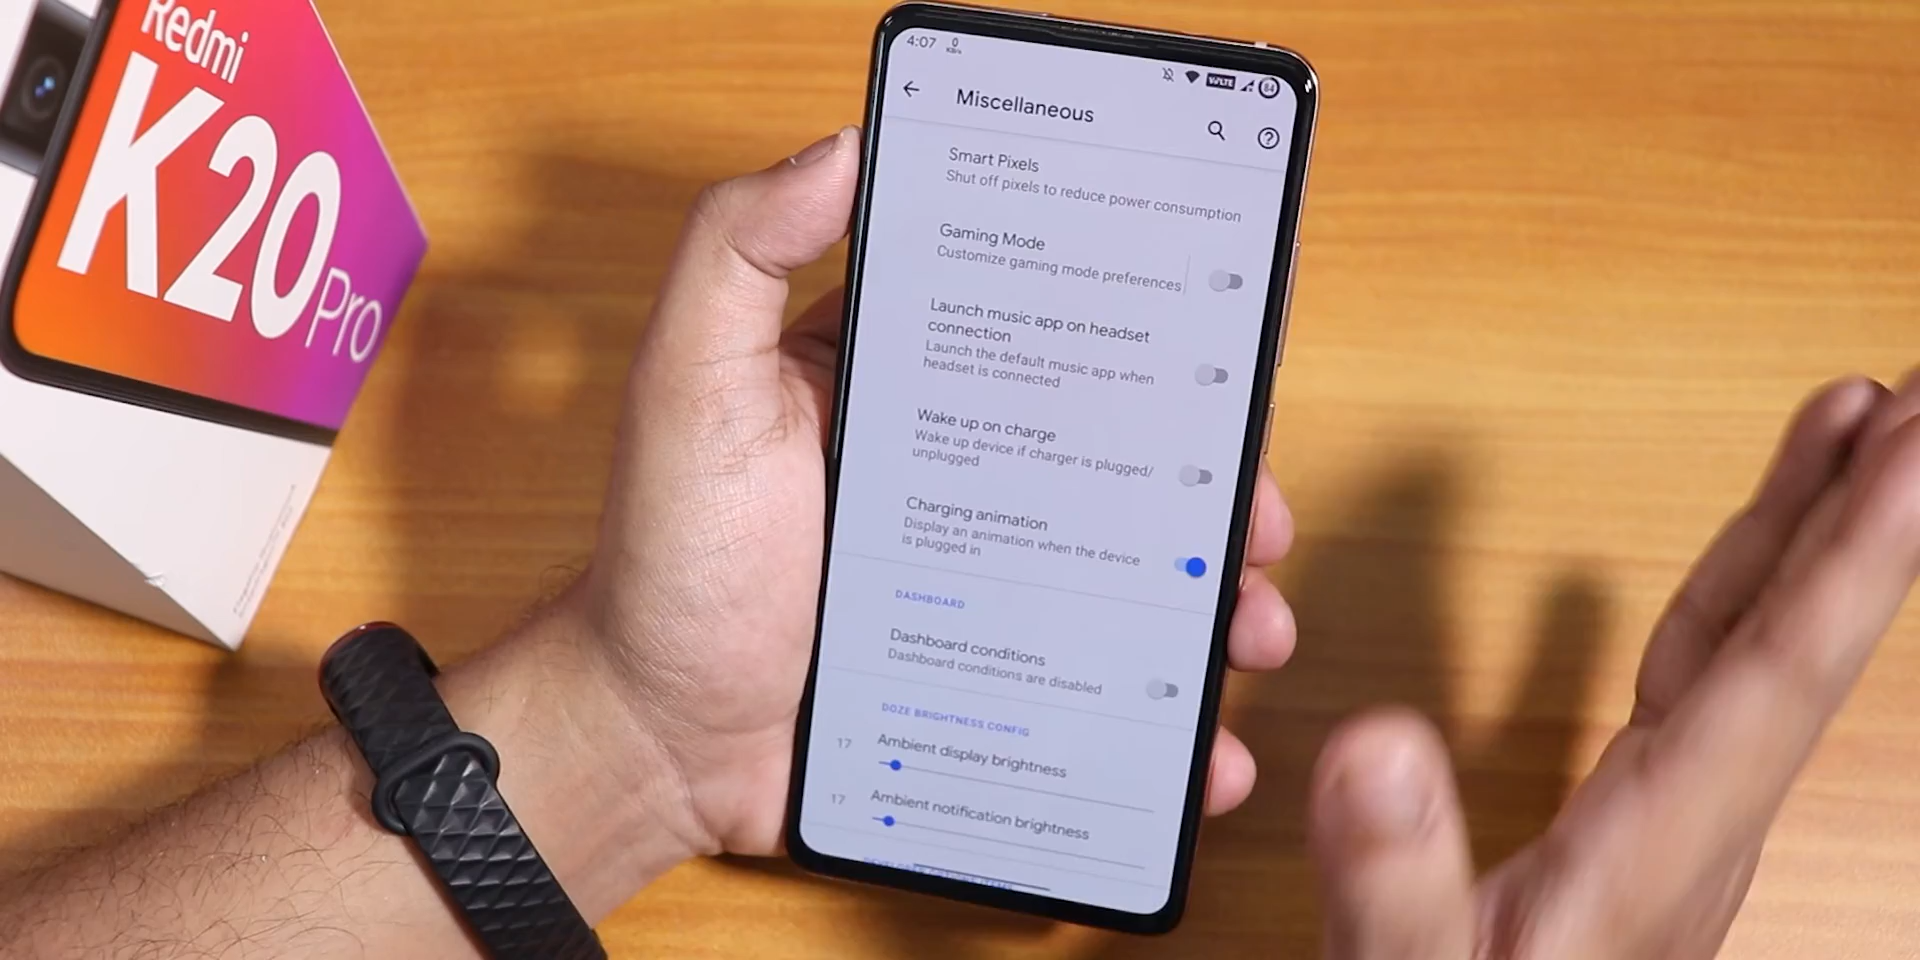 Redmi
K20 Pro
4:07
0
KB/s
VoLTE
84
Miscellaneous
Smart Pixels
Shut off pixels to reduce power consumption
Gaming Mode
Customize gaming mode preferences
Launch music app on headset
connection
Launch the default music app when
headset is connected
Wake up on charge
Wake up device if charger is plugged/
unplugged
Charging animation
Display an animation when the device
is plugged in
DASHBOARD
Dashboard conditions
Dashboard conditions are disabled
DOZE BRIGHTNESS CONFIG
17
Ambient display brightness
17
Ambient notification brightness